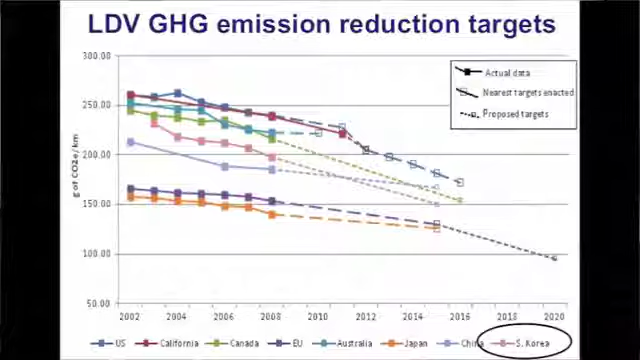 LDV GHG emission reduction targets
300.00
250.00
200.00
150.00
100.00
50.00
g of CO2e/km
2002 2004 2006 2008 2010 2012 2014 2016 2018 2020
Actual data
Nearest targets enacted
Proposed targets
US California Canada EU Australia Japan China S. Korea